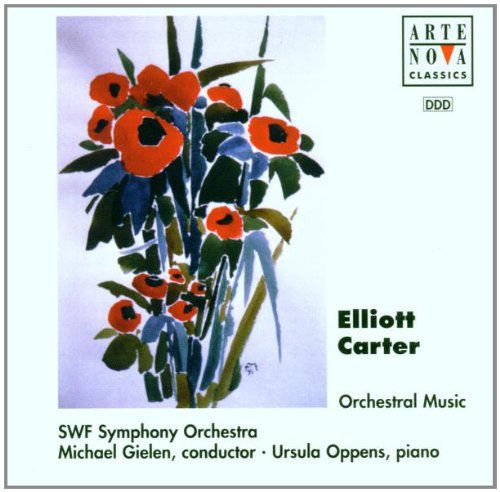 ARTE
NOVA
CLASSICS
DDD
Elliott
Carter
Orchestral Music
SWF Symphony Orchestra
Michael Gielen, conductor · Ursula Oppens, piano